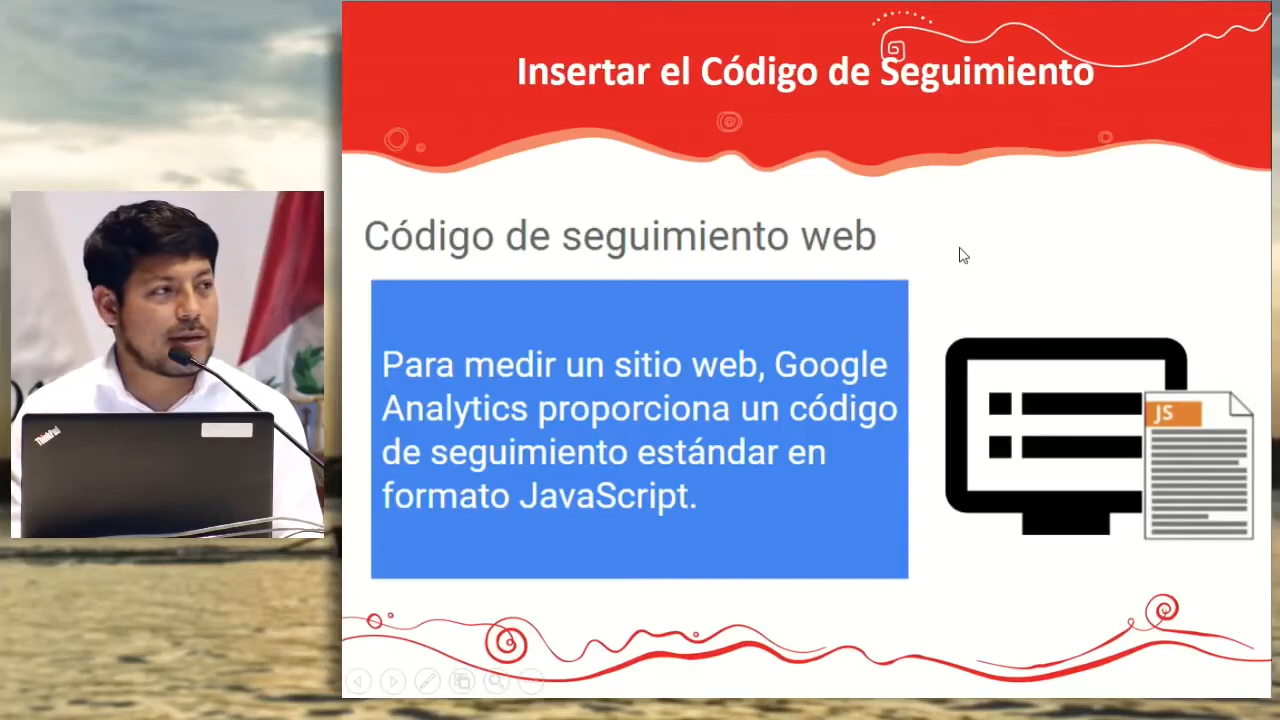 Insertar el Código de Seguimiento
Código de seguimiento web
Para medir un sitio web, Google
Analytics proporciona un código
de seguimiento estándar en
formato JavaScript.
JS
ThinkPad